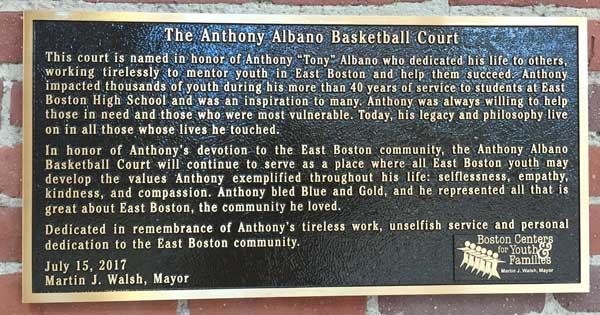 The Anthony Albano Basketball Court
This court is named in honor of Anthony “Tony” Albano who dedicated his life to others,
working tirelessly to mentor youth in East Boston and help them succeed. Anthony
impacted thousands of youth during his more than 40 years of service to students at East
Boston High School and was an inspiration to many. Anthony was always willing to help
those in need and those who were most vulnerable. Today, his legacy and philosophy live
on in all those whose lives he touched.
In honor of Anthony’s devotion to the East Boston community, the Anthony Albano
Basketball Court will continue to serve as a place where all East Boston youth may
develop the values Anthony exemplified throughout his life: selflessness, empathy,
kindness, and compassion. Anthony bled Blue and Gold, and he represented all that is
great about East Boston, the community he loved.
Dedicated in remembrance of Anthony’s tireless work, unselfish service and personal
dedication to the East Boston community.
July 15, 2017
Martin J. Walsh, Mayor
Boston Centers
for Youth &
Families
Martin J. Walsh, Mayor